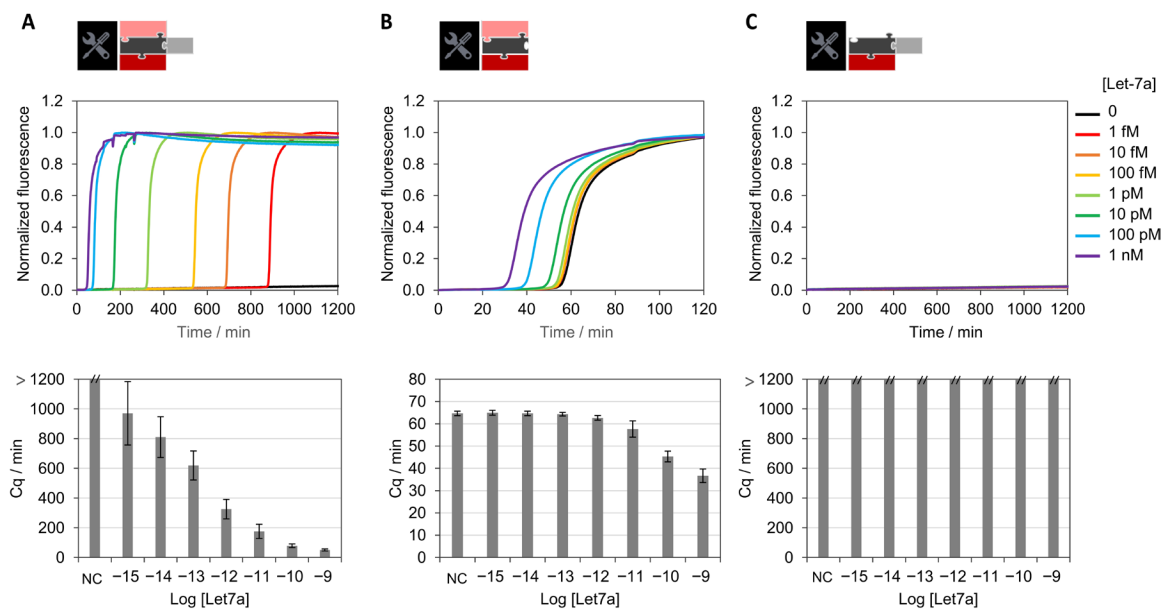 A
B
C
[Let-7a]
0
1 fM
10 fM
100 fM
1 pM
10 pM
100 pM
1 nM
Normalized fluorescence
1.2
1.0
0.8
0.6
0.4
0.2
0.0
0 200 400 600 800 1000 1200
Time / min
Normalized fluorescence
1.2
1.0
0.8
0.6
0.4
0.2
0.0
0 20 40 60 80 100 120
Time / min
Normalized fluorescence
1.2
1.0
0.8
0.6
0.4
0.2
0.0
0 200 400 600 800 1000 1200
Time / min
Cq / min
> 1200
1000
800
600
400
200
0
NC −15 −14 −13 −12 −11 −10 −9
Log [Let7a]
Cq / min
80
70
60
50
40
30
20
10
0
NC −15 −14 −13 −12 −11 −10 −9
Log [Let7a]
Cq / min
> 1200
1000
800
600
400
200
0
NC −15 −14 −13 −12 −11 −10 −9
Log [Let7a]